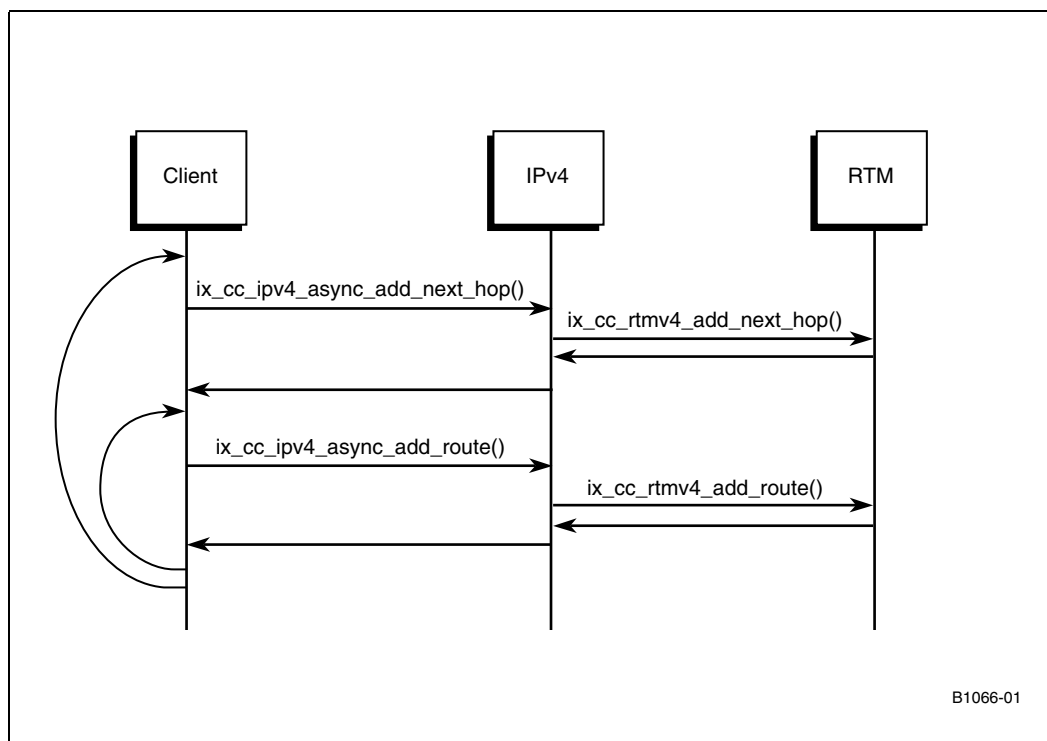 Client
IPv4
RTM
ix_cc_ipv4_async_add_next_hop()
ix_cc_rtmv4_add_next_hop()
ix_cc_ipv4_async_add_route()
ix_cc_rtmv4_add_route()
B1066-01